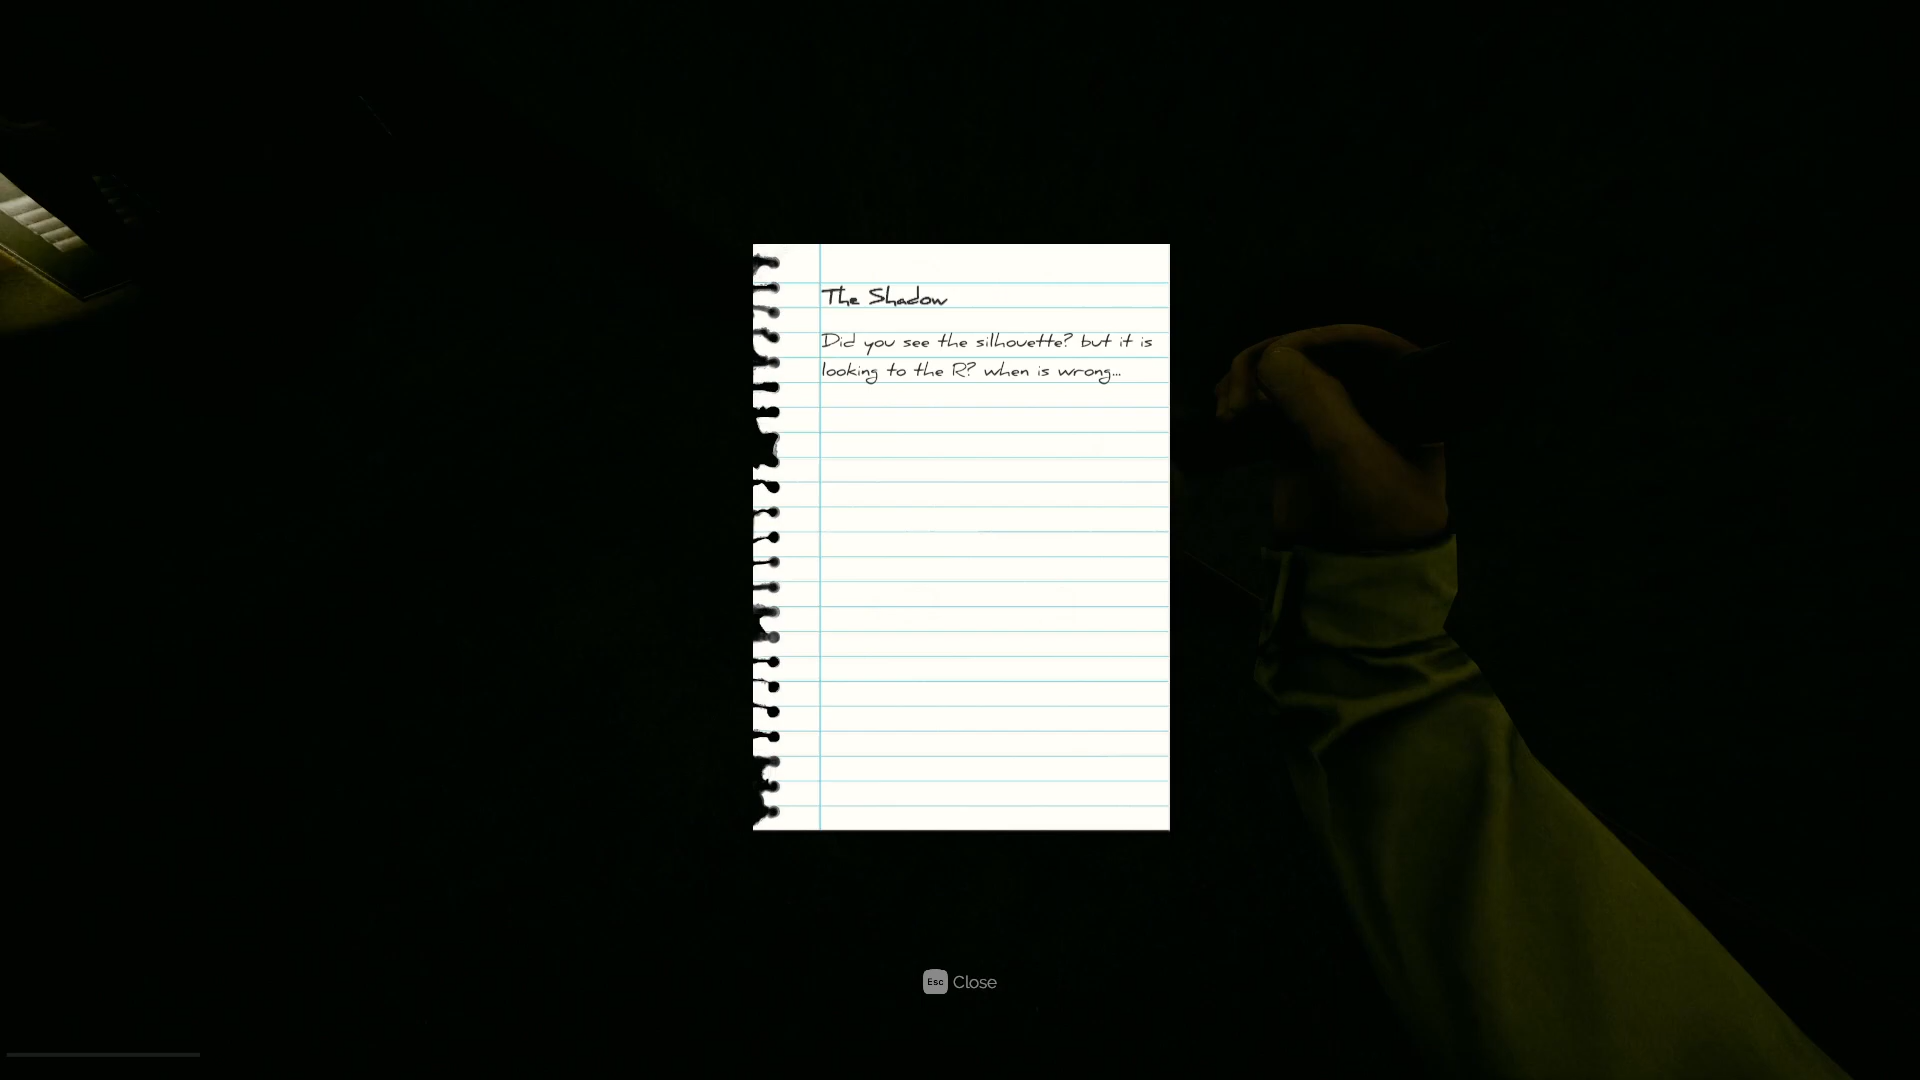 The Shadow
Did you see the silhouette? but it is
looking to the R? when is wrong...
Esc Close